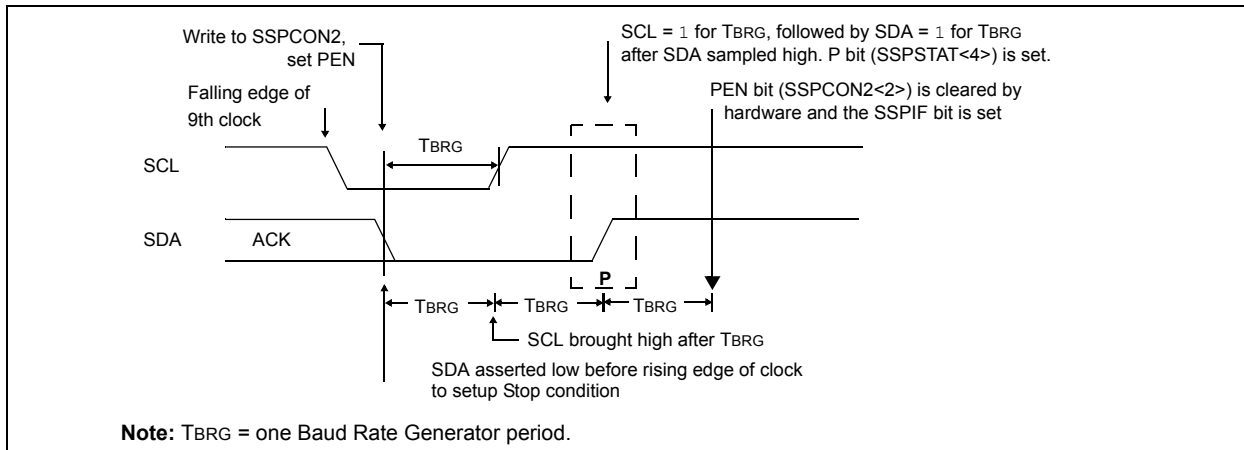 Write to SSPCON2,
set PEN
SCL = 1 for TBRG, followed by SDA = 1 for TBRG
after SDA sampled high. P bit (SSPSTAT<4>) is set.
Falling edge of
9th clock
PEN bit (SSPCON2<2>) is cleared by
hardware and the SSPIF bit is set
TBRG
SCL
SDA
ACK
P
TBRG
TBRG
TBRG
SCL brought high after TBRG
SDA asserted low before rising edge of clock
to setup Stop condition
Note: TBRG = one Baud Rate Generator period.